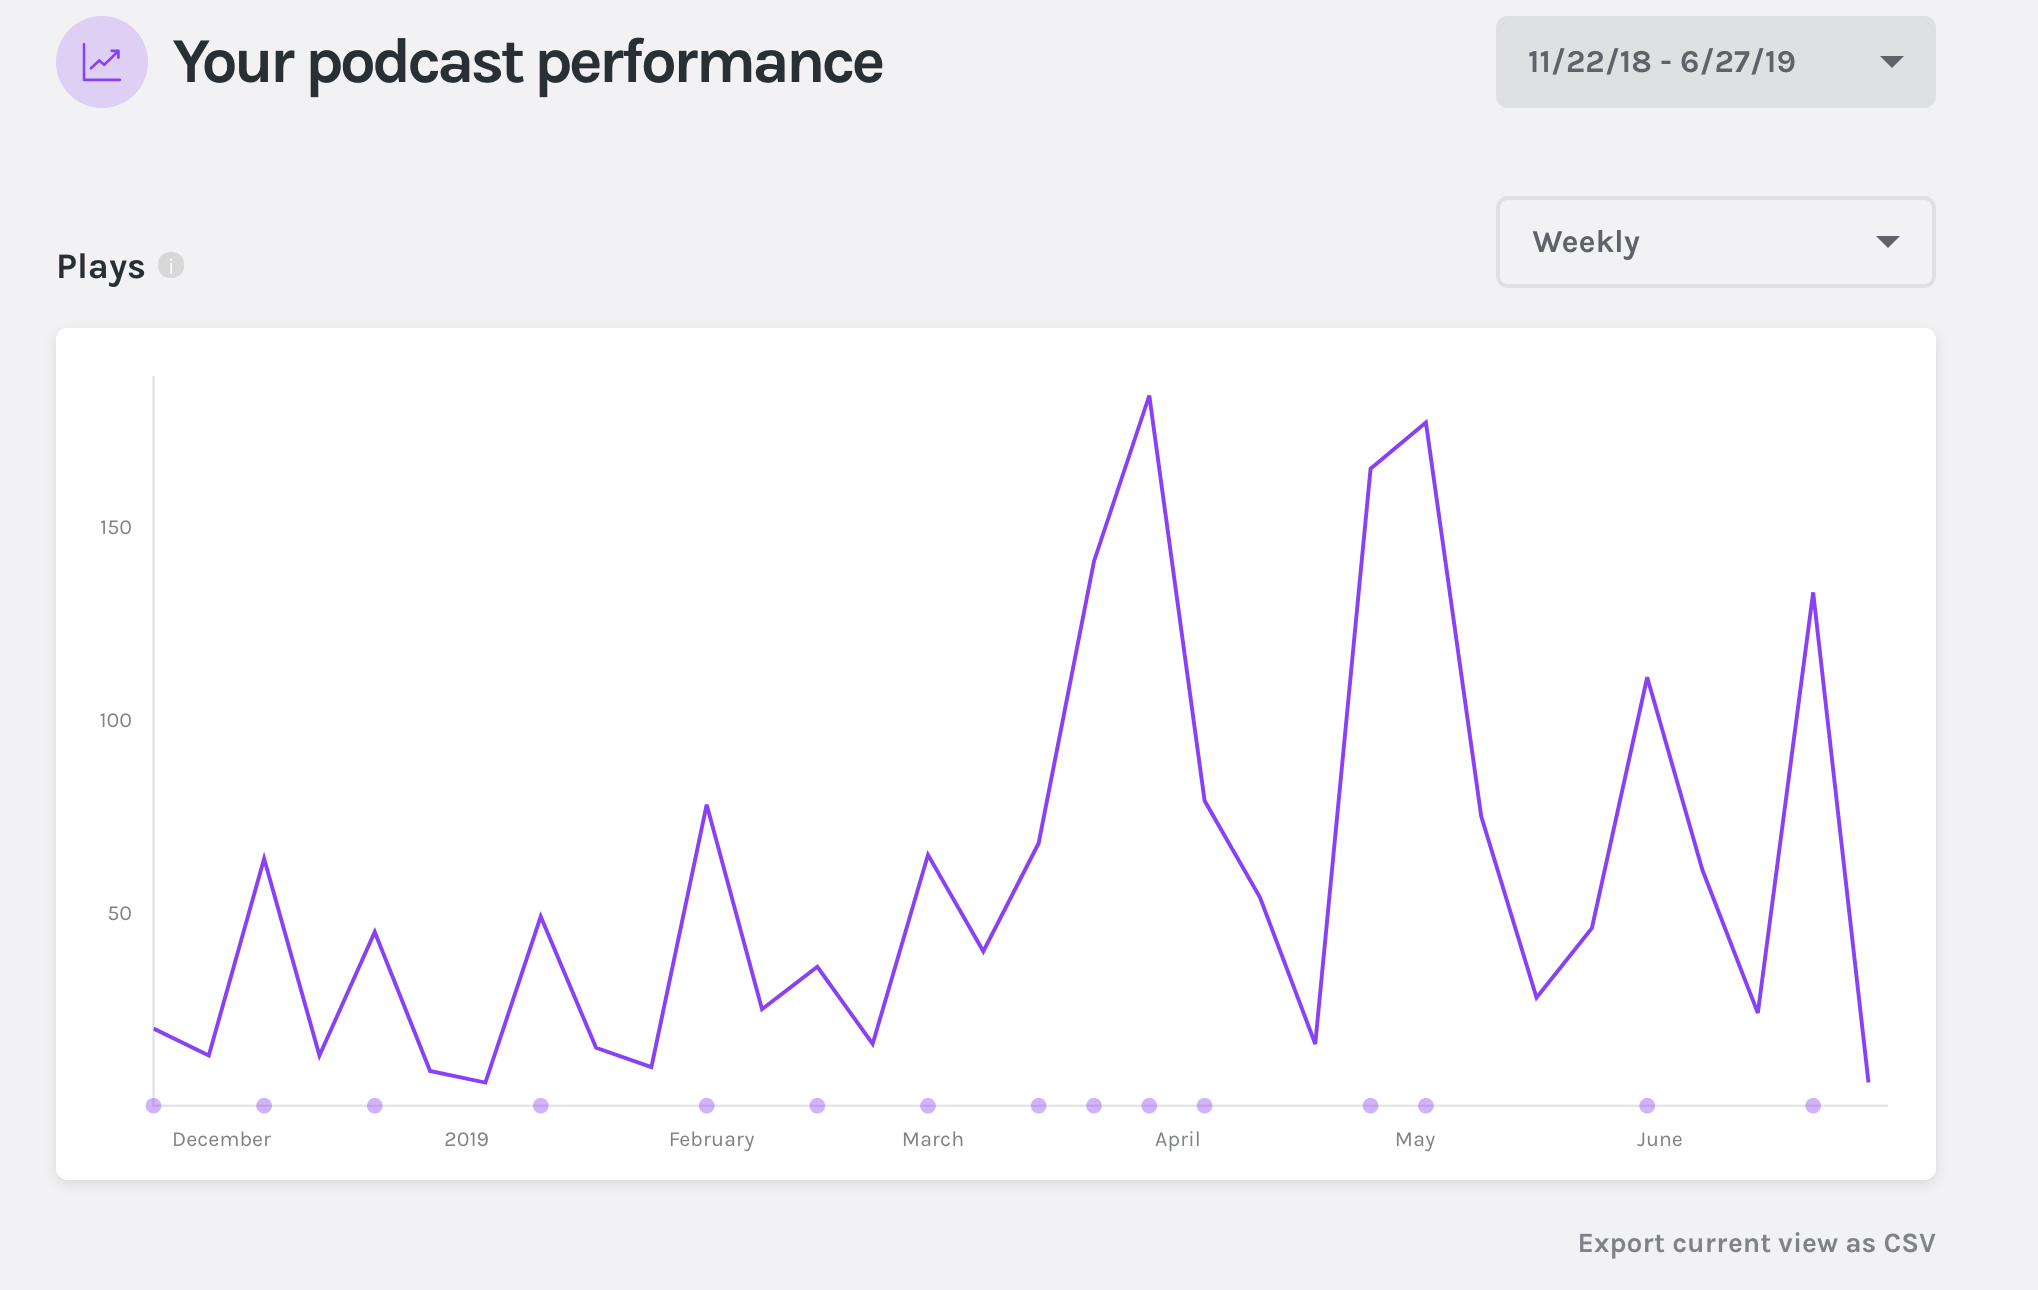 Your podcast performance
11/22/18 - 6/27/19
Weekly
Plays
i
150
100
50
December 2019 February March April May June
Export current view as CSV